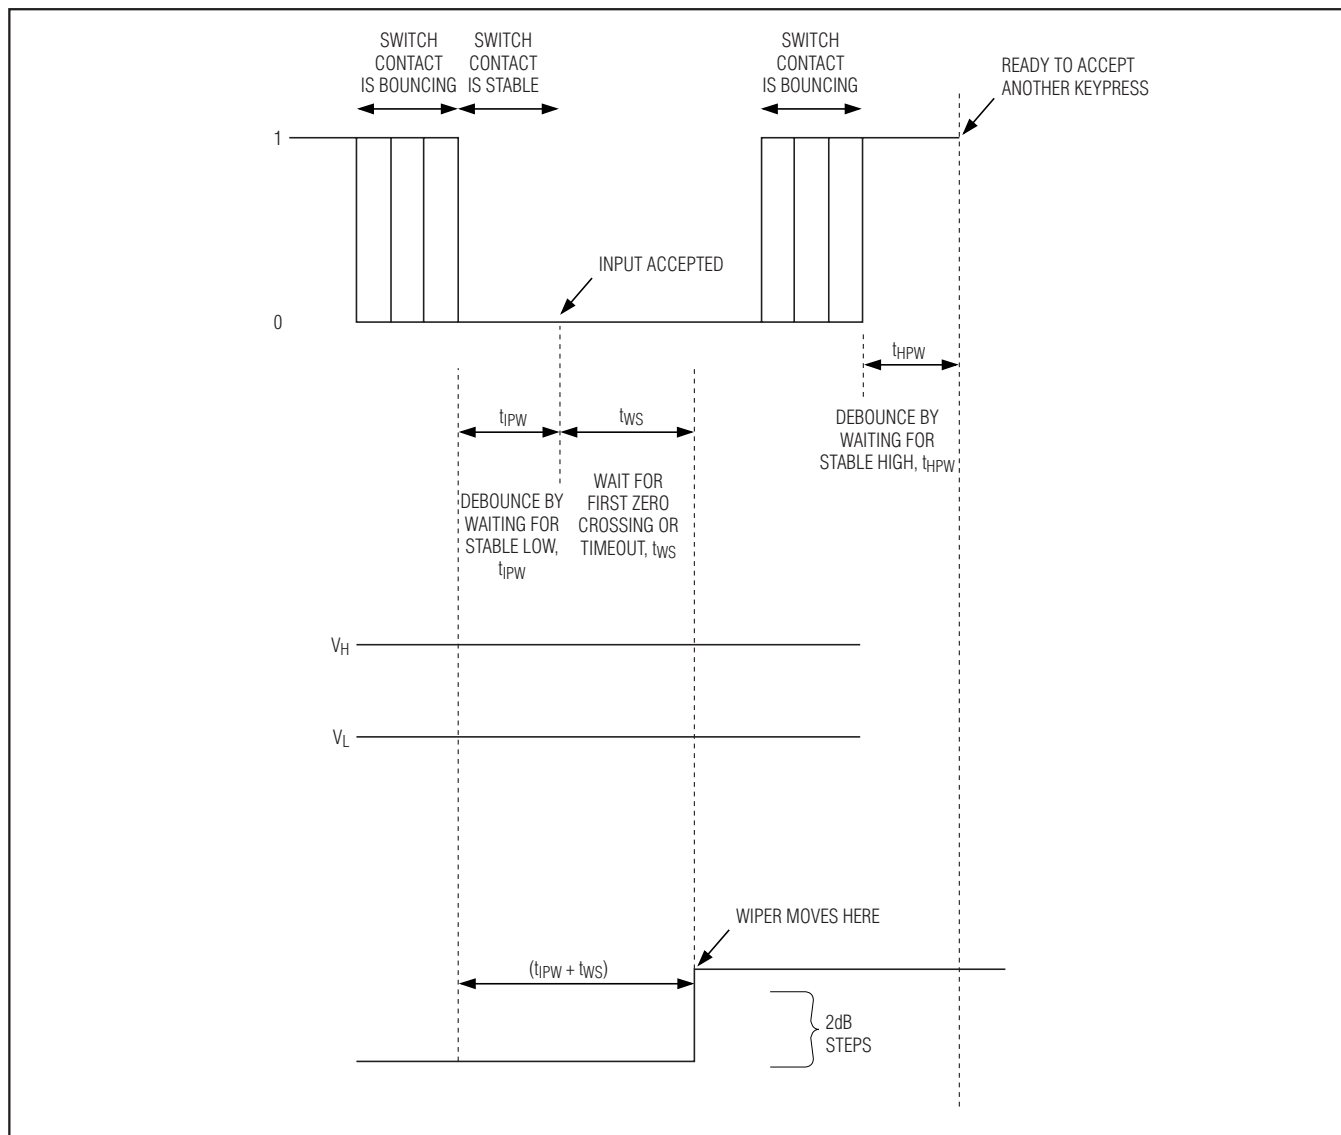 SWITCH
CONTACT
IS BOUNCING
SWITCH
CONTACT
IS STABLE
SWITCH
CONTACT
IS BOUNCING
READY TO ACCEPT
ANOTHER KEYPRESS
1
INPUT ACCEPTED
0
tHPW
DEBOUNCE BY
WAITING FOR
STABLE HIGH, tHPW
tIPW
tWS
DEBOUNCE BY
WAITING FOR
STABLE LOW,
tIPW
WAIT FOR
FIRST ZERO
CROSSING OR
TIMEOUT, tWS
VH
VL
WIPER MOVES HERE
(tIPW + tWS)
2dB
STEPS